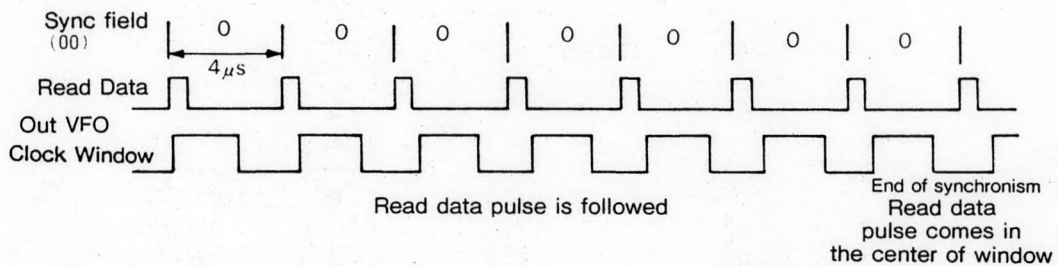 Sync field
(00)
0 0 0 0 0 0 0
4μs
Read Data
Out VFO
Clock Window
Read data pulse is followed
End of synchronism
Read data
pulse comes in
the center of window